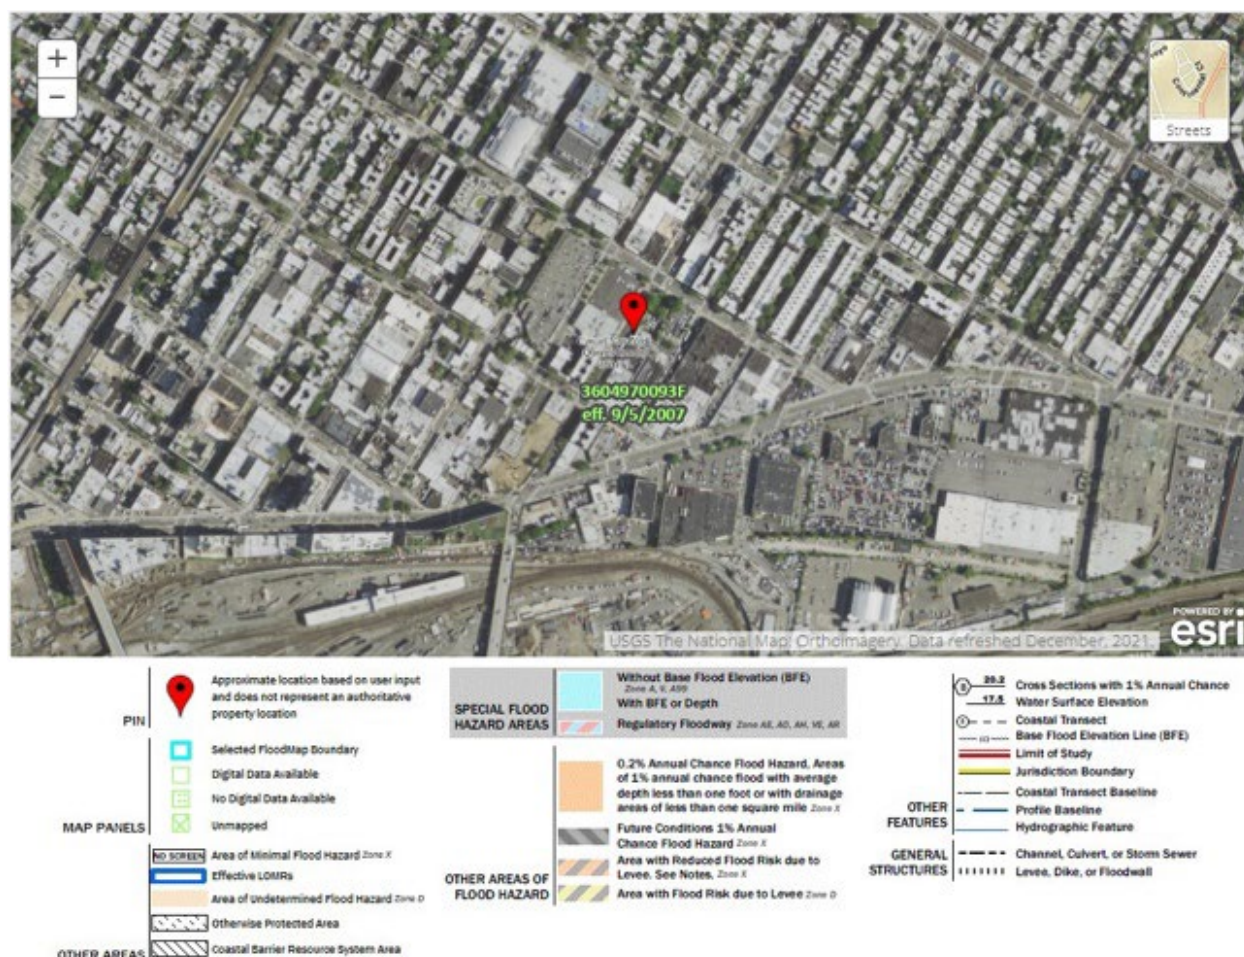 +
−
Streets
3604970093F
eff. 9/5/2007
USGS The National Map: Orthoimagery. Data refreshed December, 2021.
POWERED BY
esri
PIN
Approximate location based on user input
and does not represent an authoritative
property location
MAP PANELS
Selected FloodMap Boundary
Digital Data Available
No Digital Data Available
Unmapped
OTHER AREAS
NO SCREEN Area of Minimal Flood Hazard Zone X
Effective LOMRs
Area of Undetermined Flood Hazard Zone D
Otherwise Protected Area
Coastal Barrier Resource System Area
SPECIAL FLOOD
HAZARD AREAS
Without Base Flood Elevation (BFE)
Zone A, V, A99
With BFE or Depth
Regulatory Floodway Zone AE, AO, AH, VE, AR
OTHER AREAS OF
FLOOD HAZARD
0.2% Annual Chance Flood Hazard, Areas
of 1% annual chance flood with average
depth less than one foot or with drainage
areas of less than one square mile Zone X
Future Conditions 1% Annual
Chance Flood Hazard Zone X
Area with Reduced Flood Risk due to
Levee. See Notes. Zone X
Area with Flood Risk due to Levee Zone D
OTHER
FEATURES
20.2 Cross Sections with 1% Annual Chance
17.5 Water Surface Elevation
Coastal Transect
Base Flood Elevation Line (BFE)
Limit of Study
Jurisdiction Boundary
Coastal Transect Baseline
Profile Baseline
Hydrographic Feature
GENERAL
STRUCTURES
Channel, Culvert, or Storm Sewer
Levee, Dike, or Floodwall